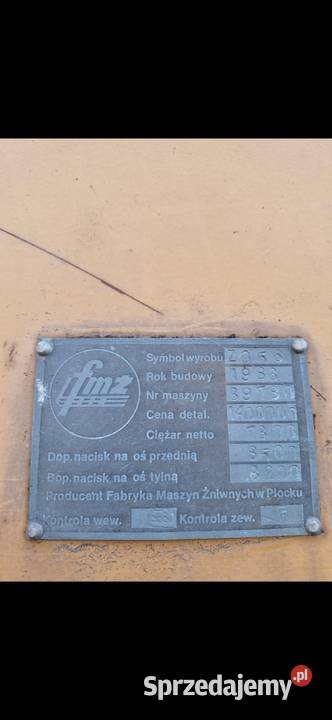 fmż
Symbol wyrobu Z056
Rok budowy 1988
Nr maszyny
Cena detal.
Ciężar netto
Dop. nacisk na oś przednią 6500
Dop. nacisk na oś tylną
Producent Fabryka Maszyn Żniwnych w Płocku
Kontrola wew. Kontrola zew.
Sprzedajemy.pl